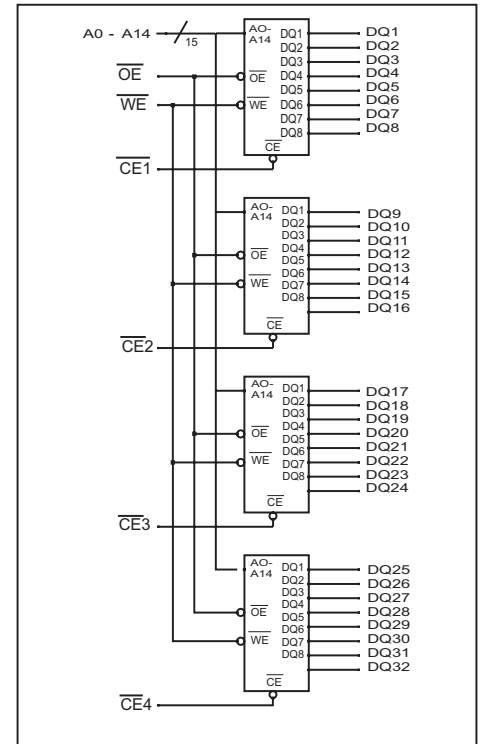 A0 - A14
15
AO-
A14
DQ1
DQ2
DQ3
DQ4
DQ5
DQ6
DQ7
DQ8
OE
WE
CE
DQ1
DQ2
DQ3
DQ4
DQ5
DQ6
DQ7
DQ8
OE
WE
CE1
AO-
A14
DQ1
DQ2
DQ3
DQ4
DQ5
DQ6
DQ7
DQ8
OE
WE
CE
DQ9
DQ10
DQ11
DQ12
DQ13
DQ14
DQ15
DQ16
CE2
AO-
A14
DQ1
DQ2
DQ3
DQ4
DQ5
DQ6
DQ7
DQ8
OE
WE
CE
DQ17
DQ18
DQ19
DQ20
DQ21
DQ22
DQ23
DQ24
CE3
AO-
A14
DQ1
DQ2
DQ3
DQ4
DQ5
DQ6
DQ7
DQ8
OE
WE
CE
DQ25
DQ26
DQ27
DQ28
DQ29
DQ30
DQ31
DQ32
CE4